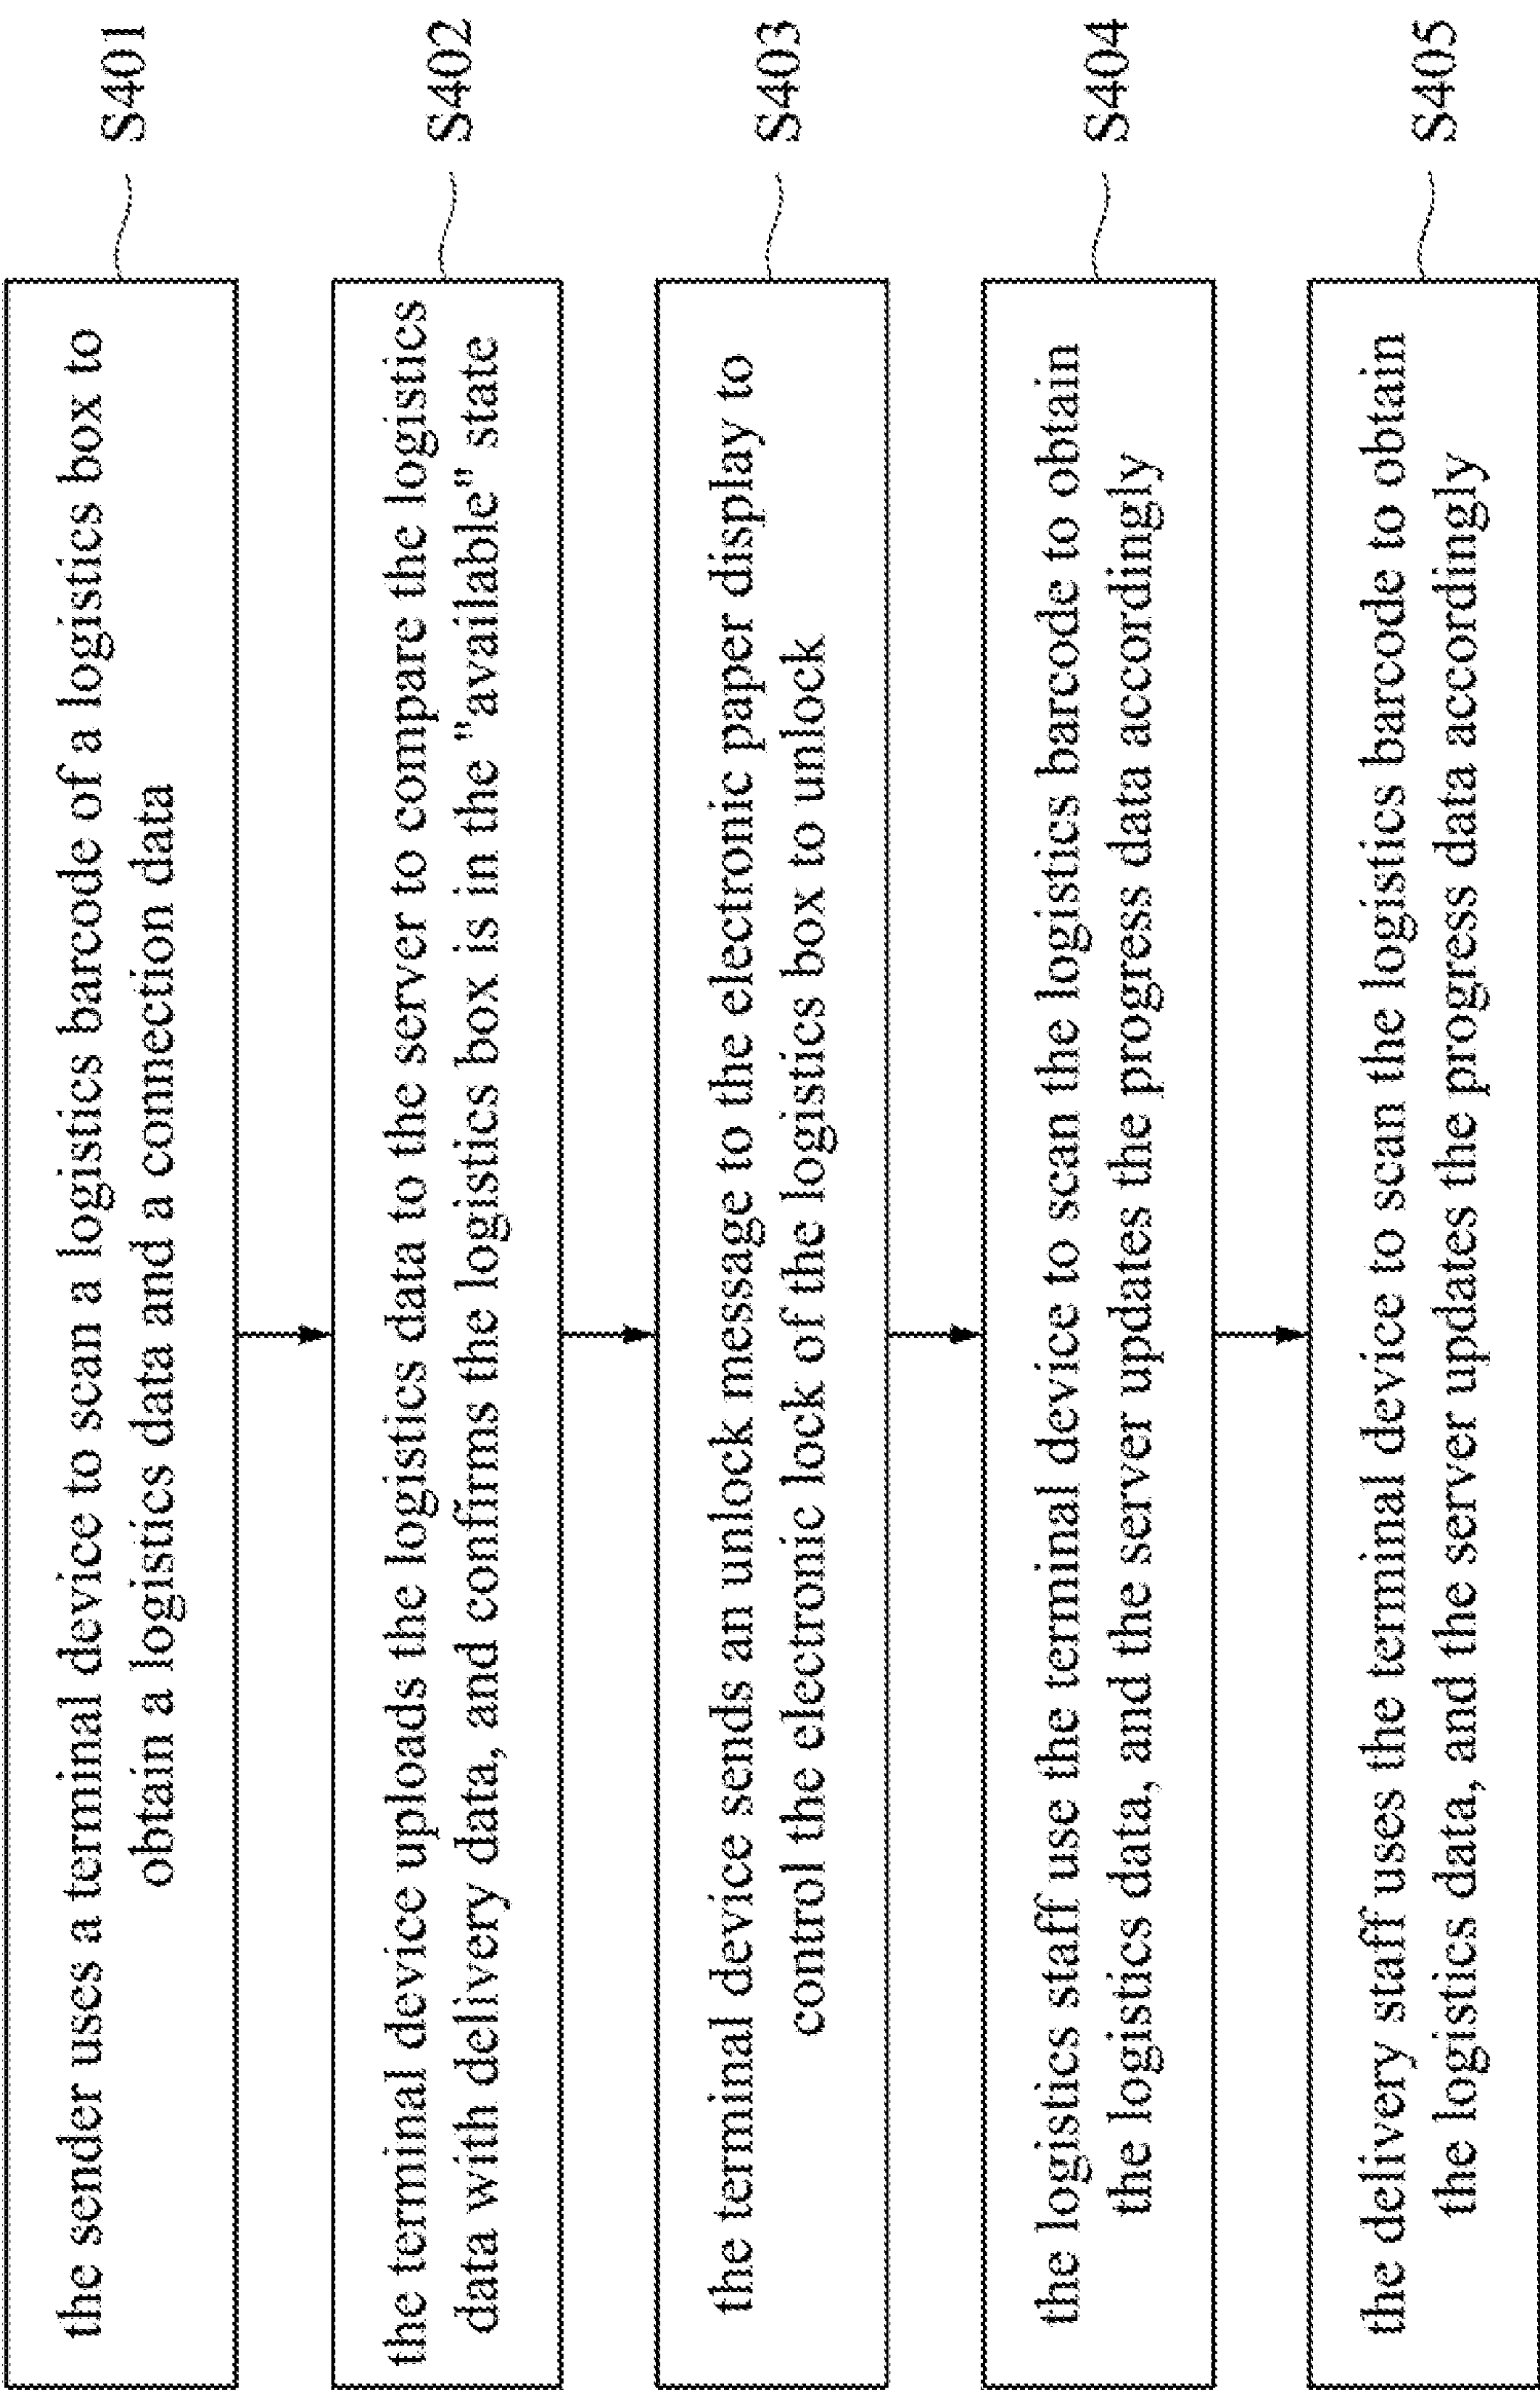 the sender uses a terminal device to scan a logistics barcode of a logistics box to
obtain a logistics data and a connection data
S401
the terminal device uploads the logistics data to the server to compare the logistics
data with delivery data, and confirms the logistics box is in the "available" state
S402
the terminal device sends an unlock message to the electronic paper display to
control the electronic lock of the logistics box to unlock
S403
the logistics staff use the terminal device to scan the logistics barcode to obtain
the logistics data, and the server updates the progress data accordingly
S404
the delivery staff uses the terminal device to scan the logistics barcode to obtain
the logistics data, and the server updates the progress data accordingly
S405